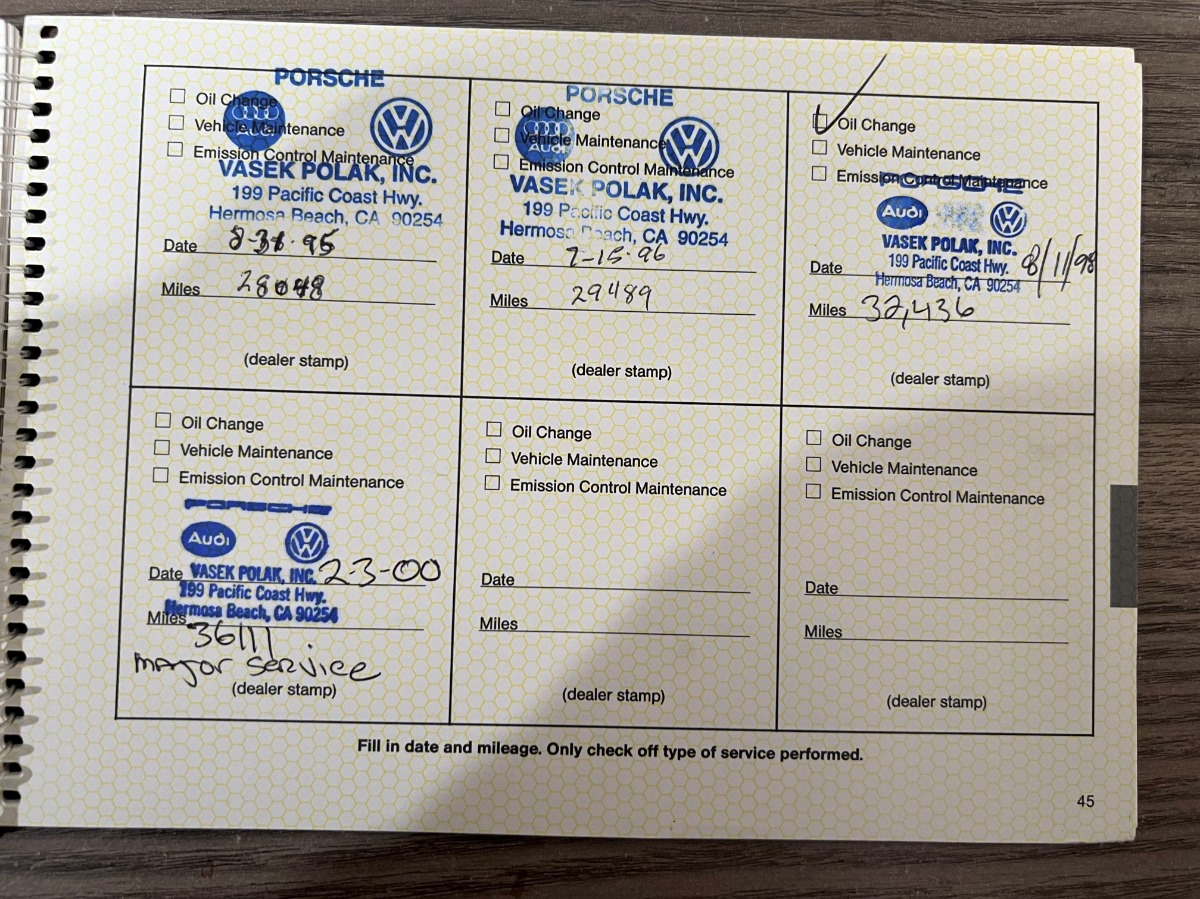 PORSCHE
Oil Change
Audi
Vehicle Maintenance
Emission Control Maintenance
VASEK POLAK, INC.
199 Pacific Coast Hwy.
Hermosa Beach, CA 90254
Date 8-31-95
Miles
(dealer stamp)
PORSCHE
Oil Change
Audi
Vehicle Maintenance
Emission Control Maintenance
VASEK POLAK, INC.
199 Pacific Coast Hwy.
Hermosa Beach, CA 90254
Date 7-15-96
Miles 29489
(dealer stamp)
Oil Change
Vehicle Maintenance
Emission Control Maintenance
PORSCHE
Audi
VASEK POLAK, INC.
199 Pacific Coast Hwy.
Date 8/11/98
Hermosa Beach, CA 90254
Miles 32,436
(dealer stamp)
Oil Change
Vehicle Maintenance
Emission Control Maintenance
PORSCHE
Audi
Date VASEK POLAK, INC. 2-3-00
199 Pacific Coast Hwy.
Miles Hermosa Beach, CA 90254
36111
major service
(dealer stamp)
Oil Change
Vehicle Maintenance
Emission Control Maintenance
Date
Miles
(dealer stamp)
Oil Change
Vehicle Maintenance
Emission Control Maintenance
Date
Miles
(dealer stamp)
Fill in date and mileage. Only check off type of service performed.
45